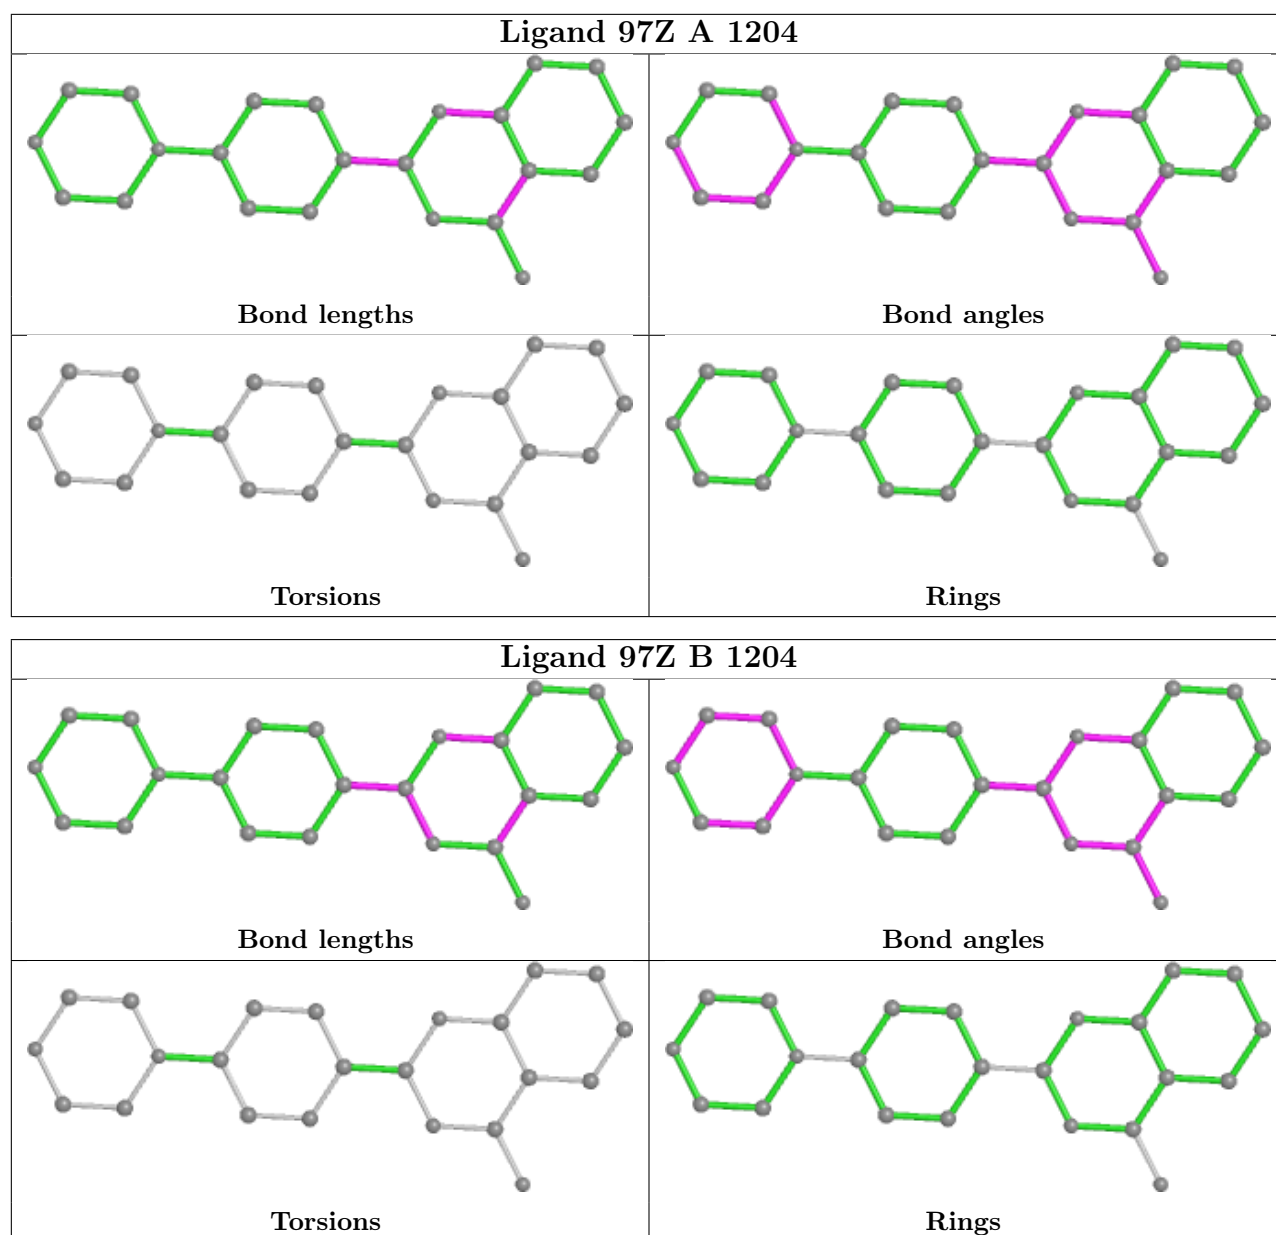 Ligand 97Z A 1204
Bond lengths
Bond angles
Torsions
Rings
Ligand 97Z B 1204
Bond lengths
Bond angles
Torsions
Rings